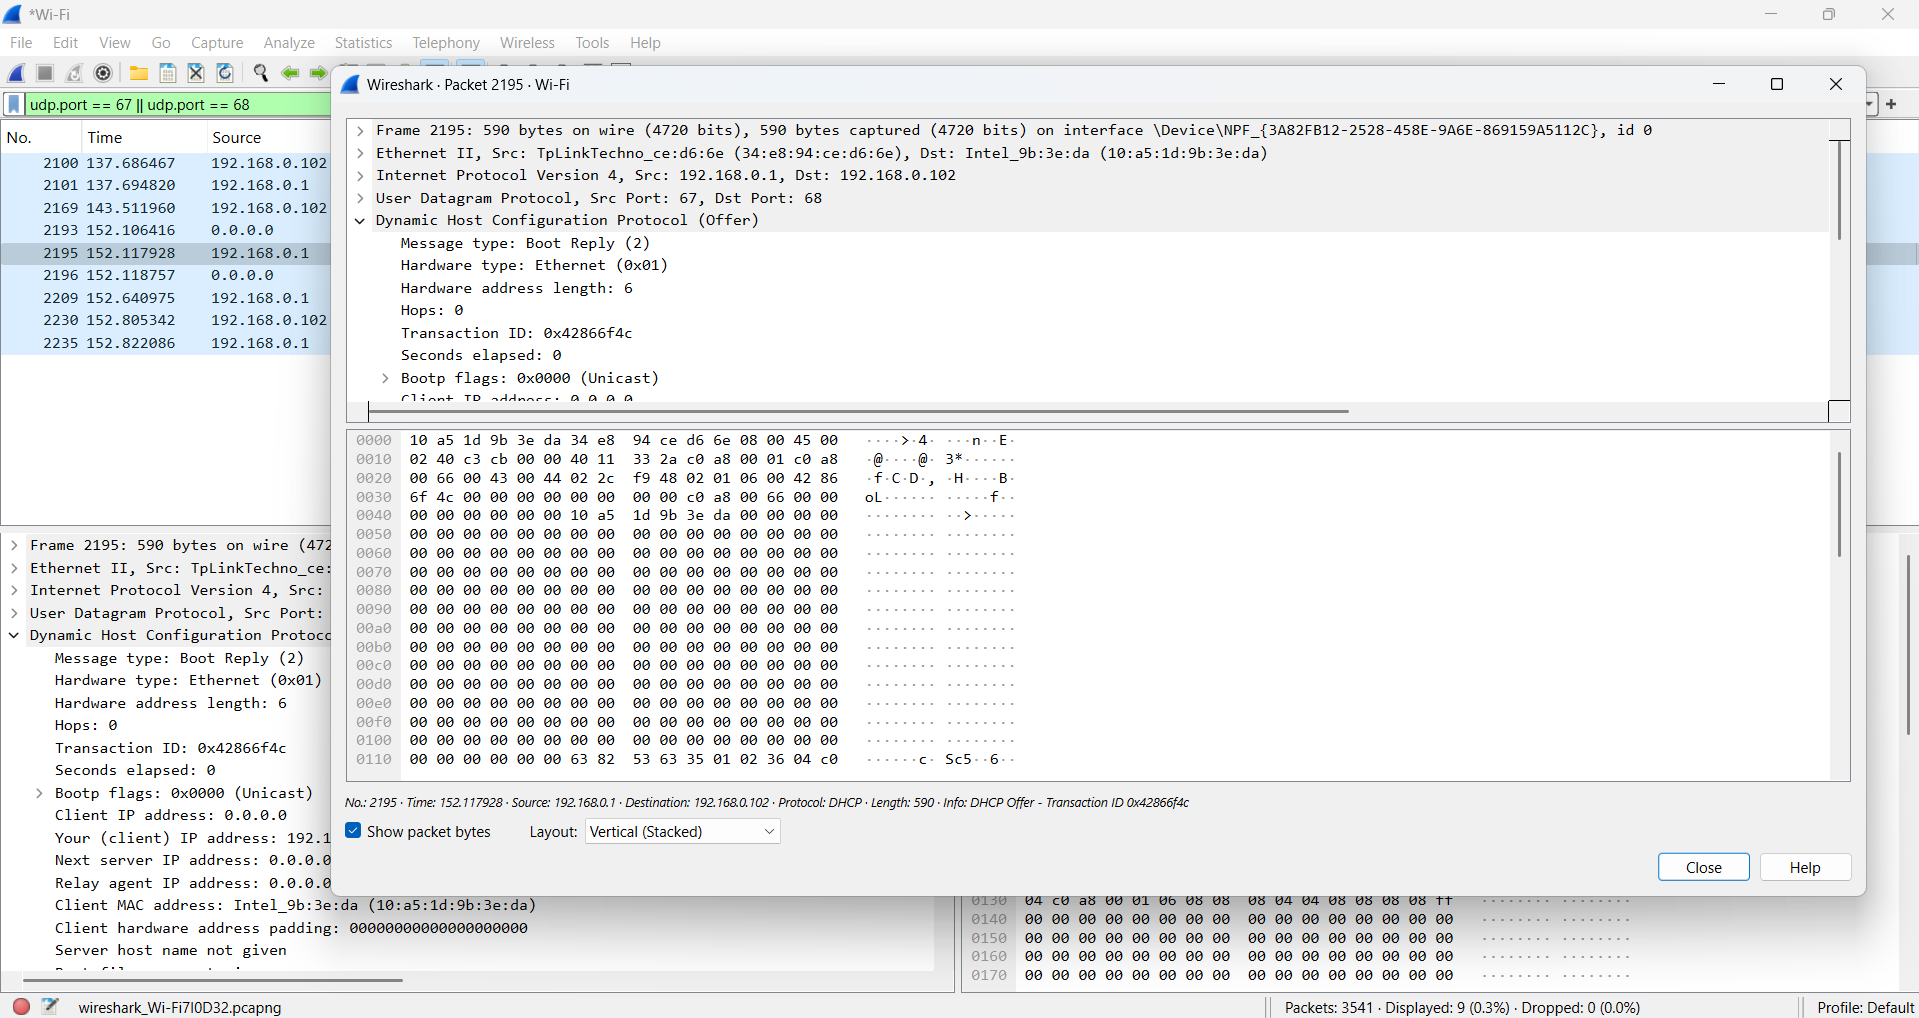 *Wi-Fi
File Edit View Go Capture Analyze Statistics Telephony Wireless Tools Help
udp.port == 67 || udp.port == 68
No. Time Source
2100 137.686467 192.168.0.102
2101 137.694820 192.168.0.1
2169 143.511960 192.168.0.102
2193 152.106416 0.0.0.0
2195 152.117928 192.168.0.1
2196 152.118757 0.0.0.0
2209 152.640975 192.168.0.1
2230 152.805342 192.168.0.102
2235 152.822086 192.168.0.1
Wireshark · Packet 2195 · Wi-Fi
Frame 2195: 590 bytes on wire (4720 bits), 590 bytes captured (4720 bits) on interface \Device\NPF_{3A82FB12-2528-458E-9A6E-869159A5112C}, id 0
Ethernet II, Src: TpLinkTechno_ce:d6:6e (34:e8:94:ce:d6:6e), Dst: Intel_9b:3e:da (10:a5:1d:9b:3e:da)
Internet Protocol Version 4, Src: 192.168.0.1, Dst: 192.168.0.102
User Datagram Protocol, Src Port: 67, Dst Port: 68
Dynamic Host Configuration Protocol (Offer)
Message type: Boot Reply (2)
Hardware type: Ethernet (0x01)
Hardware address length: 6
Hops: 0
Transaction ID: 0x42866f4c
Seconds elapsed: 0
Bootp flags: 0x0000 (Unicast)
Client IP address: 0.0.0.0
0000 10 a5 1d 9b 3e da 34 e8 94 ce d6 6e 08 00 45 00 ····>·4· ···n··E·
0010 02 40 c3 cb 00 00 40 11 33 2a c0 a8 00 01 c0 a8 ·@····@· 3*······
0020 00 66 00 43 00 44 02 2c f9 48 02 01 06 00 42 86 ·f·C·D·, ·H····B·
0030 6f 4c 00 00 00 00 00 00 00 00 c0 a8 00 66 00 00 oL······ ·····f··
0040 00 00 00 00 00 00 10 a5 1d 9b 3e da 00 00 00 00 ········ ··>·····
0050 00 00 00 00 00 00 00 00 00 00 00 00 00 00 00 00 ········ ········
0060 00 00 00 00 00 00 00 00 00 00 00 00 00 00 00 00 ········ ········
0070 00 00 00 00 00 00 00 00 00 00 00 00 00 00 00 00 ········ ········
0080 00 00 00 00 00 00 00 00 00 00 00 00 00 00 00 00 ········ ········
0090 00 00 00 00 00 00 00 00 00 00 00 00 00 00 00 00 ········ ········
00a0 00 00 00 00 00 00 00 00 00 00 00 00 00 00 00 00 ········ ········
00b0 00 00 00 00 00 00 00 00 00 00 00 00 00 00 00 00 ········ ········
00c0 00 00 00 00 00 00 00 00 00 00 00 00 00 00 00 00 ········ ········
00d0 00 00 00 00 00 00 00 00 00 00 00 00 00 00 00 00 ········ ········
00e0 00 00 00 00 00 00 00 00 00 00 00 00 00 00 00 00 ········ ········
00f0 00 00 00 00 00 00 00 00 00 00 00 00 00 00 00 00 ········ ········
0100 00 00 00 00 00 00 00 00 00 00 00 00 00 00 00 00 ········ ········
0110 00 00 00 00 00 00 63 82 53 63 35 01 02 36 04 c0 ······c· Sc5··6··
No.: 2195 · Time: 152.117928 · Source: 192.168.0.1 · Destination: 192.168.0.102 · Protocol: DHCP · Length: 590 · Info: DHCP Offer - Transaction ID 0x42866f4c
Show packet bytes Layout: Vertical (Stacked)
Close Help
Frame 2195: 590 bytes on wire (472
Ethernet II, Src: TpLinkTechno_ce:
Internet Protocol Version 4, Src:
User Datagram Protocol, Src Port:
Dynamic Host Configuration Protoco
Message type: Boot Reply (2)
Hardware type: Ethernet (0x01)
Hardware address length: 6
Hops: 0
Transaction ID: 0x42866f4c
Seconds elapsed: 0
Bootp flags: 0x0000 (Unicast)
Client IP address: 0.0.0.0
Your (client) IP address: 192.1
Next server IP address: 0.0.0.0
Relay agent IP address: 0.0.0.0
Client MAC address: Intel_9b:3e:da (10:a5:1d:9b:3e:da)
Client hardware address padding: 00000000000000000000
Server host name not given
0130 04 c0 a8 00 01 06 08 08 08 08 04 04 08 08 08 08 ff ········ ········
0140 00 00 00 00 00 00 00 00 00 00 00 00 00 00 00 00 ········ ········
0150 00 00 00 00 00 00 00 00 00 00 00 00 00 00 00 00 ········ ········
0160 00 00 00 00 00 00 00 00 00 00 00 00 00 00 00 00 ········ ········
0170 00 00 00 00 00 00 00 00 00 00 00 00 00 00 00 00 ········ ········
wireshark_Wi-Fi7I0D32.pcapng
Packets: 3541 · Displayed: 9 (0.3%) · Dropped: 0 (0.0%)
Profile: Default